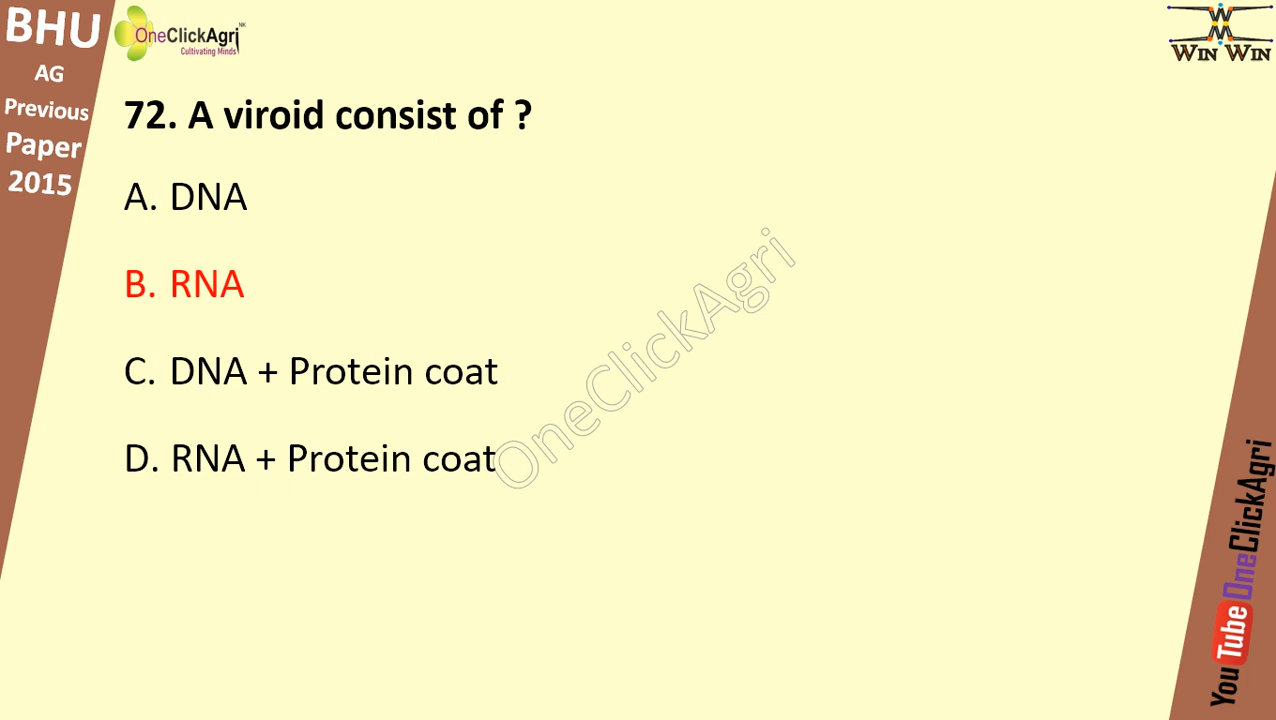 BHU
AG
Previous
Paper
2015
OneClickAgri NK
Cultivating Minds
WIN WIN
72. A viroid consist of ?
A. DNA
B. RNA
C. DNA + Protein coat
D. RNA + Protein coat
OneClickAgri
YouTube OneClickAgri